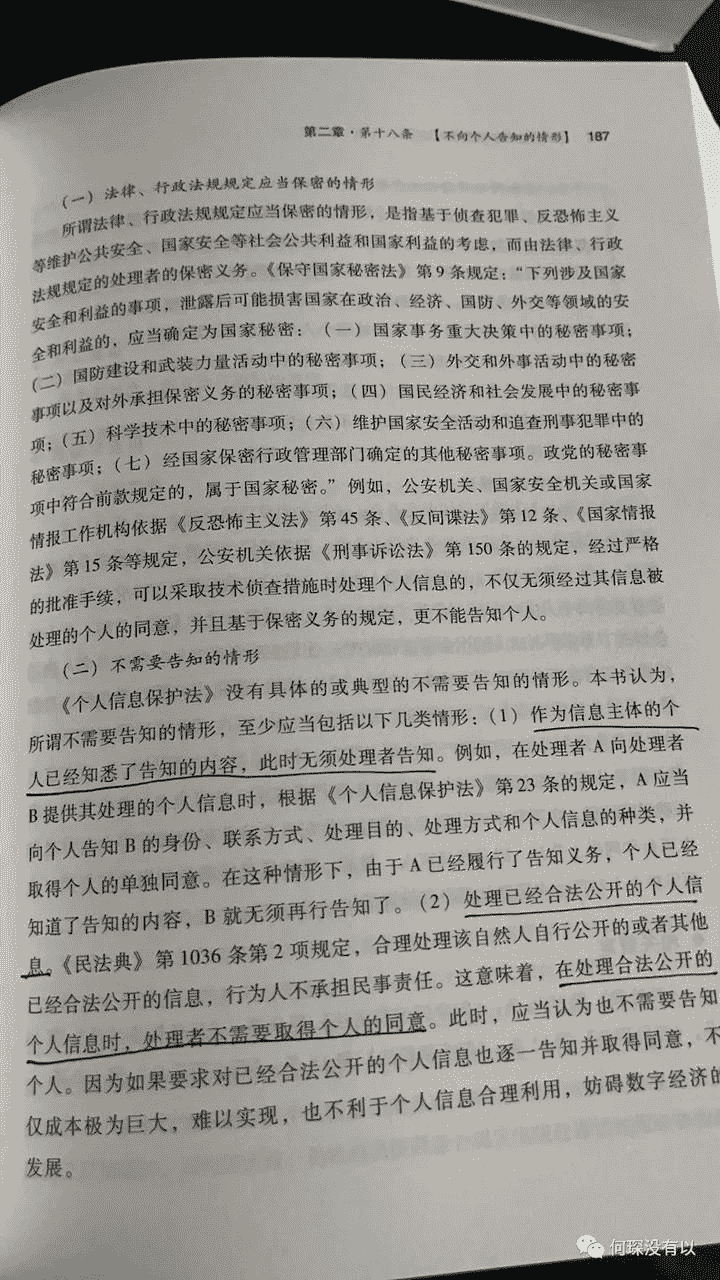 第二章·第十八条 【不向个人告知的情形】 187
（一）法律、行政法规规定应当保密的情形
所谓法律、行政法规规定应当保密的情形，是指基于侦查犯罪、反恐怖主义
等维护公共安全、国家安全等社会公共利益和国家利益的考虑，而由法律、行政
法规规定的处理者的保密义务。《保守国家秘密法》第9条规定：“下列涉及国家
安全和利益的事项，泄露后可能损害国家在政治、经济、国防、外交等领域的安
全和利益的，应当确定为国家秘密：（一）国家事务重大决策中的秘密事项；
（二）国防建设和武装力量活动中的秘密事项；（三）外交和外事活动中的秘密
事项以及对外承担保密义务的秘密事项；（四）国民经济和社会发展中的秘密事
项；（五）科学技术中的秘密事项；（六）维护国家安全活动和追查刑事犯罪中的
秘密事项；（七）经国家保密行政管理部门确定的其他秘密事项。政党的秘密事
项中符合前款规定的，属于国家秘密。”例如，公安机关、国家安全机关或国家
情报工作机构依据《反恐怖主义法》第45条、《反间谍法》第12条、《国家情报
法》第15条等规定，公安机关依据《刑事诉讼法》第150条的规定，经过严格
的批准手续，可以采取技术侦查措施时处理个人信息的，不仅无须经过其信息被
处理的个人的同意，并且基于保密义务的规定，更不能告知个人。
（二）不需要告知的情形
《个人信息保护法》没有具体的或典型的不需要告知的情形。本书认为，
所谓不需要告知的情形，至少应当包括以下几类情形：（1）作为信息主体的个
人已经知悉了告知的内容，此时无须处理者告知。例如，在处理者A向处理者
B提供其处理的个人信息时，根据《个人信息保护法》第23条的规定，A应当
向个人告知B的身份、联系方式、处理目的、处理方式和个人信息的种类，并
取得个人的单独同意。在这种情形下，由于A已经履行了告知义务，个人已经
知道了告知的内容，B就无须再行告知了。（2）处理已经合法公开的个人信
息。《民法典》第1036条第2项规定，合理处理该自然人自行公开的或者其他
已经合法公开的信息，行为人不承担民事责任。这意味着，在处理合法公开的
个人信息时，处理者不需要取得个人的同意。此时，应当认为也不需要告知
个人。因为如果要求对已经合法公开的个人信息也逐一告知并取得同意，不
仅成本极为巨大，难以实现，也不利于个人信息合理利用，妨碍数字经济的
发展。
何琛没有以